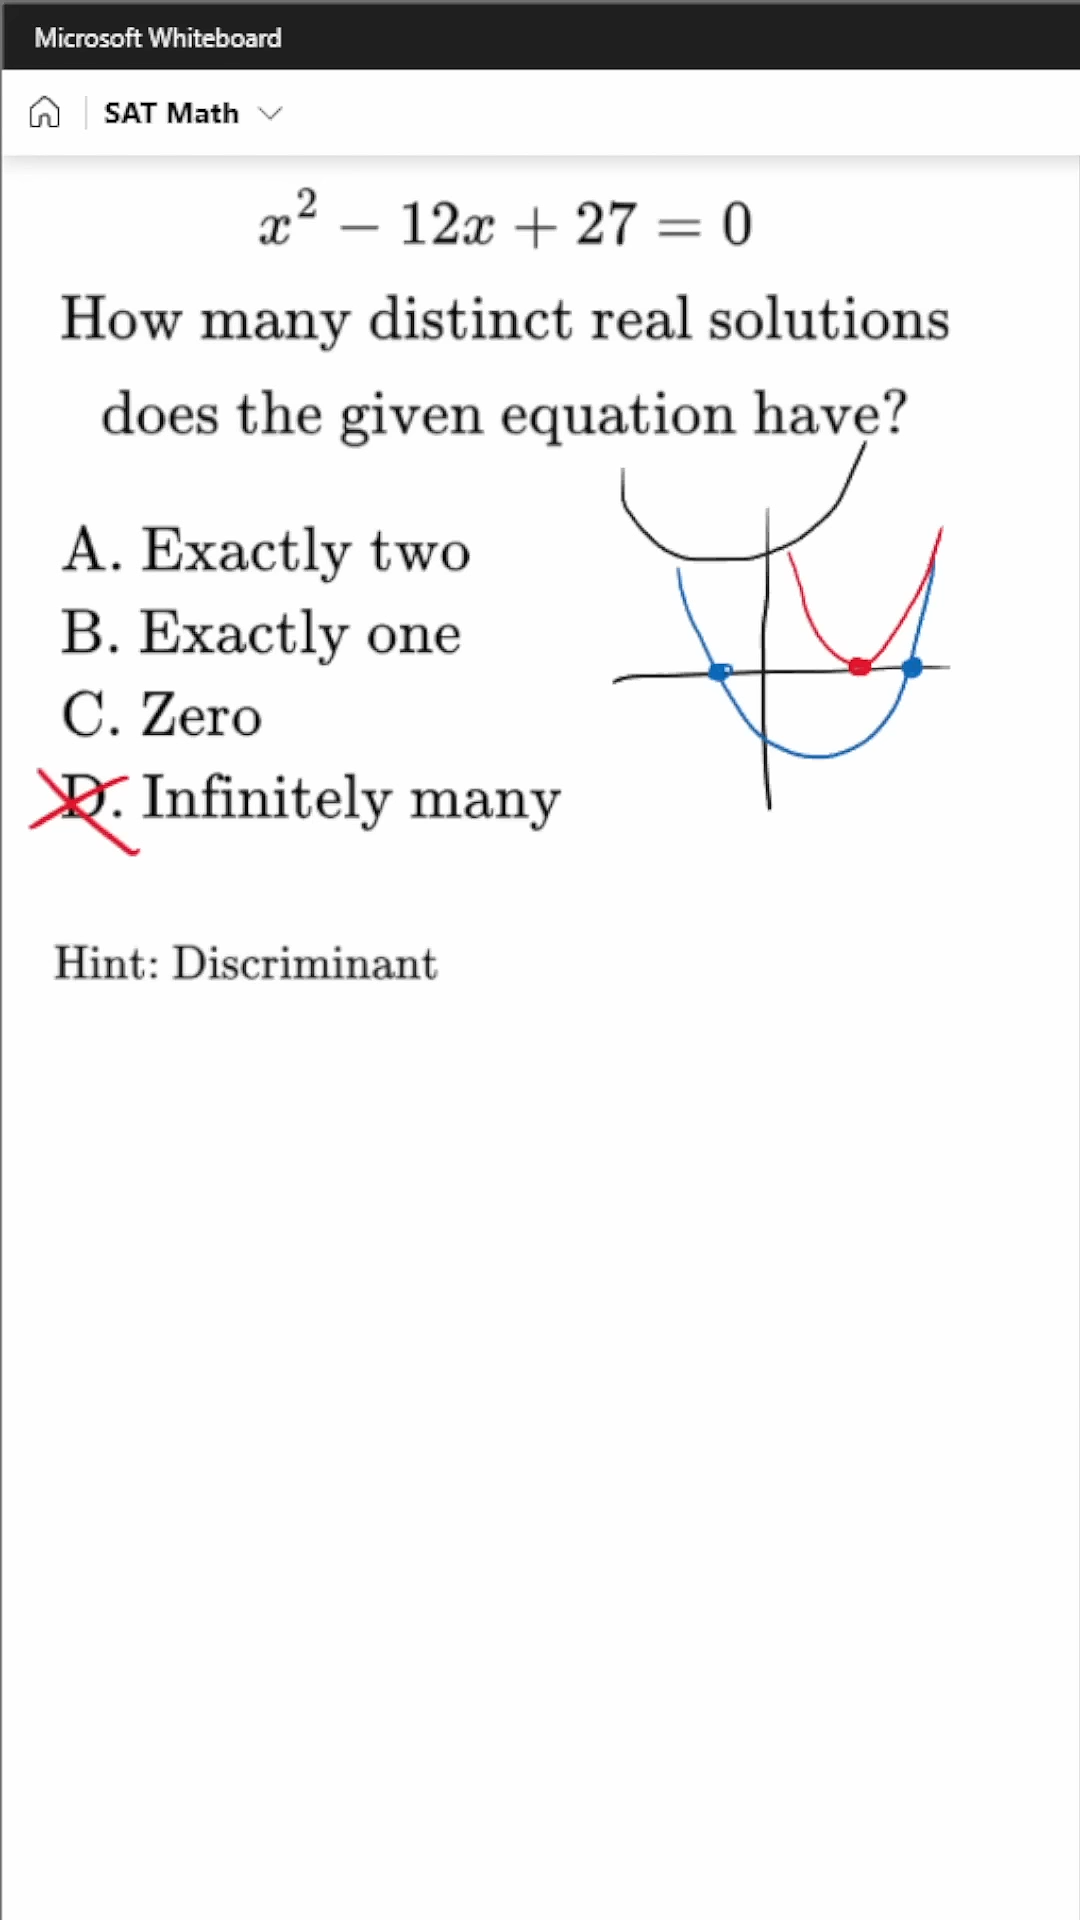 Microsoft Whiteboard
SAT Math
x² − 12x + 27 = 0
How many distinct real solutions
does the given equation have?
A. Exactly two
B. Exactly one
C. Zero
D. Infinitely many
Hint: Discriminant